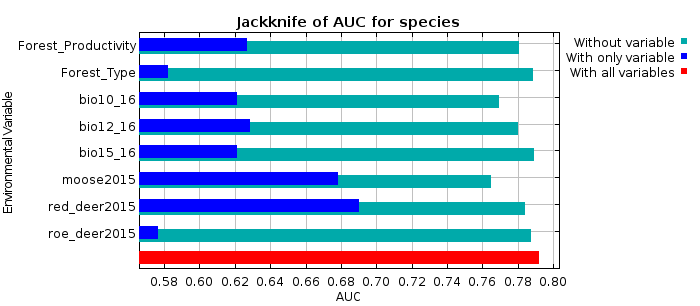 Jackknife of AUC for species
Forest_Productivity
Forest_Type
bio10_16
bio12_16
bio15_16
moose2015
red_deer2015
roe_deer2015
Environmental Variable
0.58 0.60 0.62 0.64 0.66 0.68 0.70 0.72 0.74 0.76 0.78 0.80
AUC
Without variable
With only variable
With all variables